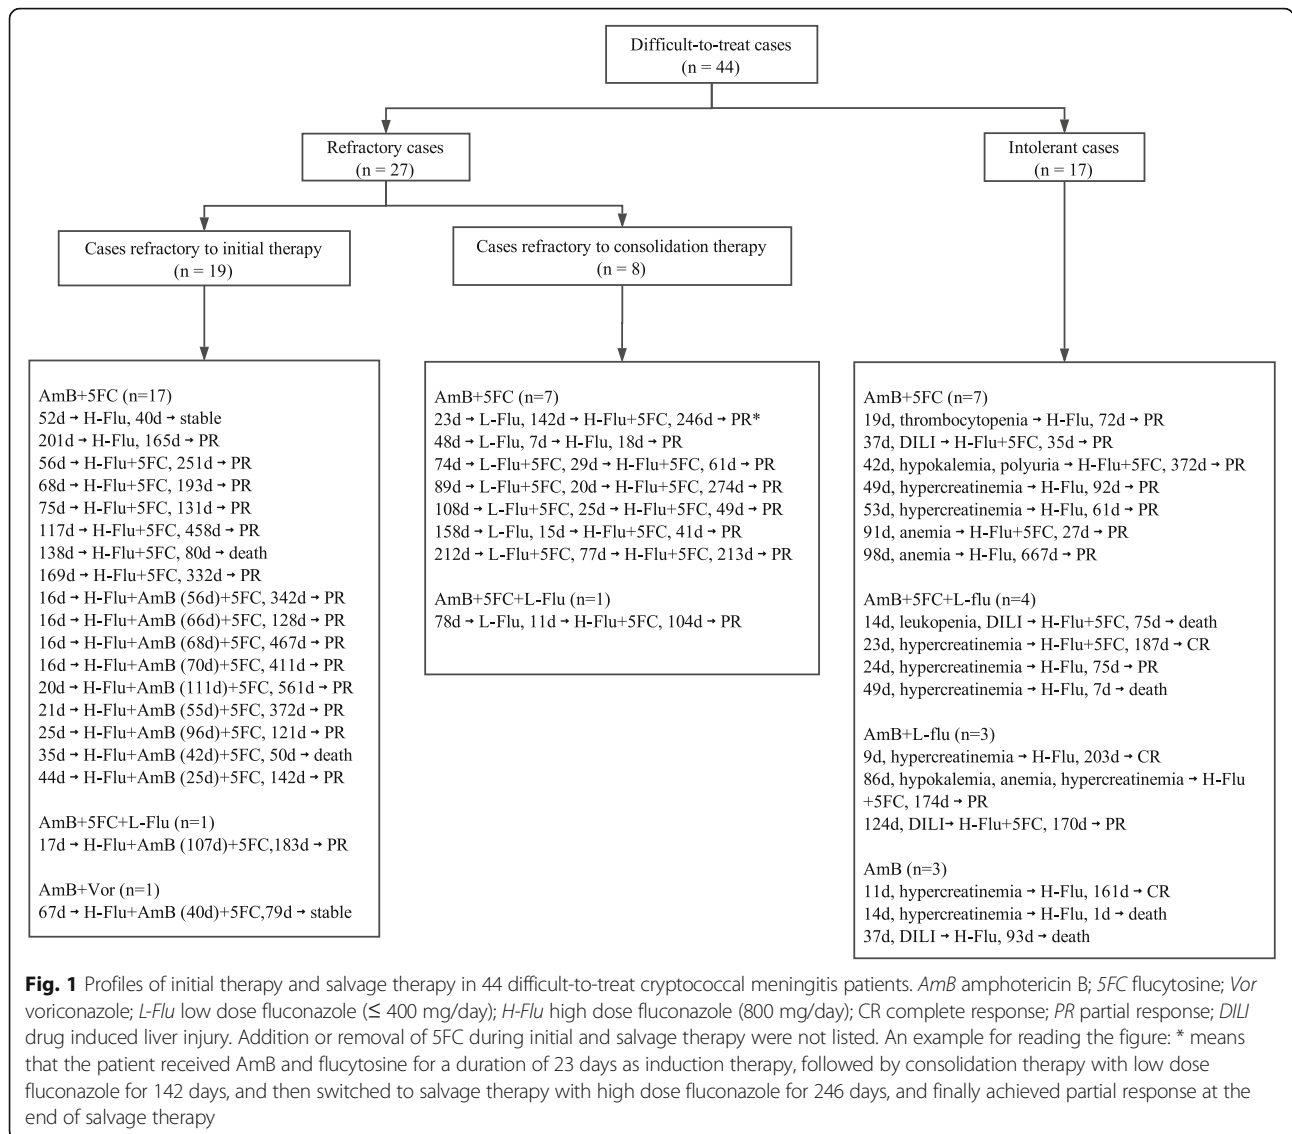 Difficult-to-treat cases
(n = 44)
Refractory cases
(n = 27)
Intolerant cases
(n = 17)
Cases refractory to initial therapy
(n = 19)
Cases refractory to consolidation therapy
(n = 8)
AmB+5FC (n=17)
52d → H-Flu, 40d → stable
201d → H-Flu, 165d → PR
56d → H-Flu+5FC, 251d → PR
68d → H-Flu+5FC, 193d → PR
75d → H-Flu+5FC, 131d → PR
117d → H-Flu+5FC, 458d → PR
138d → H-Flu+5FC, 80d → death
169d → H-Flu+5FC, 332d → PR
16d → H-Flu+AmB (56d)+5FC, 342d → PR
16d → H-Flu+AmB (66d)+5FC, 128d → PR
16d → H-Flu+AmB (68d)+5FC, 467d → PR
16d → H-Flu+AmB (70d)+5FC, 411d → PR
20d → H-Flu+AmB (111d)+5FC, 561d → PR
21d → H-Flu+AmB (55d)+5FC, 372d → PR
25d → H-Flu+AmB (96d)+5FC, 121d → PR
35d → H-Flu+AmB (42d)+5FC, 50d → death
44d → H-Flu+AmB (25d)+5FC, 142d → PR
AmB+5FC+L-Flu (n=1)
17d → H-Flu+AmB (107d)+5FC,183d → PR
AmB+Vor (n=1)
67d → H-Flu+AmB (40d)+5FC,79d → stable
AmB+5FC (n=7)
23d → L-Flu, 142d → H-Flu+5FC, 246d → PR*
48d → L-Flu, 7d → H-Flu, 18d → PR
74d → L-Flu+5FC, 29d → H-Flu+5FC, 61d → PR
89d → L-Flu+5FC, 20d → H-Flu+5FC, 274d → PR
108d → L-Flu+5FC, 25d → H-Flu+5FC, 49d → PR
158d → L-Flu, 15d → H-Flu+5FC, 41d → PR
212d → L-Flu+5FC, 77d → H-Flu+5FC, 213d → PR
AmB+5FC+L-Flu (n=1)
78d → L-Flu, 11d → H-Flu+5FC, 104d → PR
AmB+5FC (n=7)
19d, thrombocytopenia → H-Flu, 72d → PR
37d, DILI → H-Flu+5FC, 35d → PR
42d, hypokalemia, polyuria → H-Flu+5FC, 372d → PR
49d, hypercreatinemia → H-Flu, 92d → PR
53d, hypercreatinemia → H-Flu, 61d → PR
91d, anemia → H-Flu+5FC, 27d → PR
98d, anemia → H-Flu, 667d → PR
AmB+5FC+L-flu (n=4)
14d, leukopenia, DILI → H-Flu+5FC, 75d → death
23d, hypercreatinemia → H-Flu+5FC, 187d → CR
24d, hypercreatinemia → H-Flu, 75d → PR
49d, hypercreatinemia → H-Flu, 7d → death
AmB+L-flu (n=3)
9d, hypercreatinemia → H-Flu, 203d → CR
86d, hypokalemia, anemia, hypercreatinemia → H-Flu
+5FC, 174d → PR
124d, DILI → H-Flu+5FC, 170d → PR
AmB (n=3)
11d, hypercreatinemia → H-Flu, 161d → CR
14d, hypercreatinemia → H-Flu, 1d → death
37d, DILI → H-Flu, 93d → death
Fig. 1 Profiles of initial therapy and salvage therapy in 44 difficult-to-treat cryptococcal meningitis patients. AmB amphotericin B; 5FC flucytosine; Vor
voriconazole; L-Flu low dose fluconazole (≤ 400 mg/day); H-Flu high dose fluconazole (800 mg/day); CR complete response; PR partial response; DILI
drug induced liver injury. Addition or removal of 5FC during initial and salvage therapy were not listed. An example for reading the figure: * means
that the patient received AmB and flucytosine for a duration of 23 days as induction therapy, followed by consolidation therapy with low dose
fluconazole for 142 days, and then switched to salvage therapy with high dose fluconazole for 246 days, and finally achieved partial response at the
end of salvage therapy